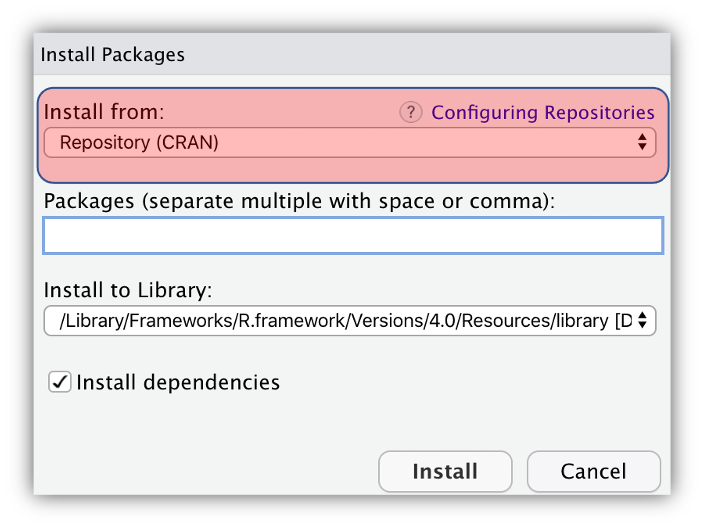 Install Packages
Install from:
? Configuring Repositories
Repository (CRAN)
Packages (separate multiple with space or comma):
Install to Library:
/Library/Frameworks/R.framework/Versions/4.0/Resources/library [D
Install dependencies
Install
Cancel